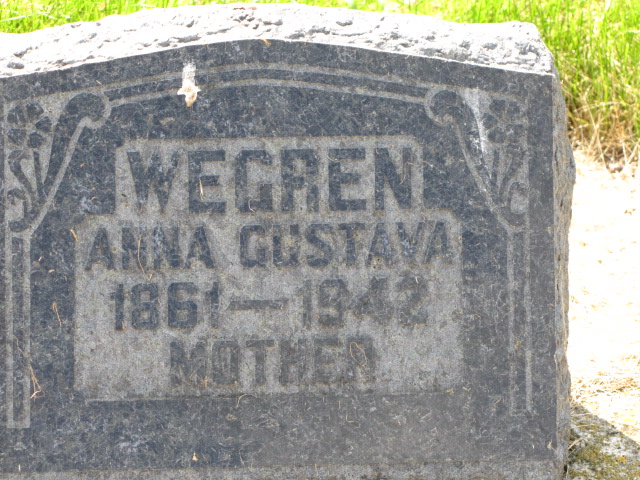 WEGREN
ANNA GUSTAVA
1861—1942
MOTHER